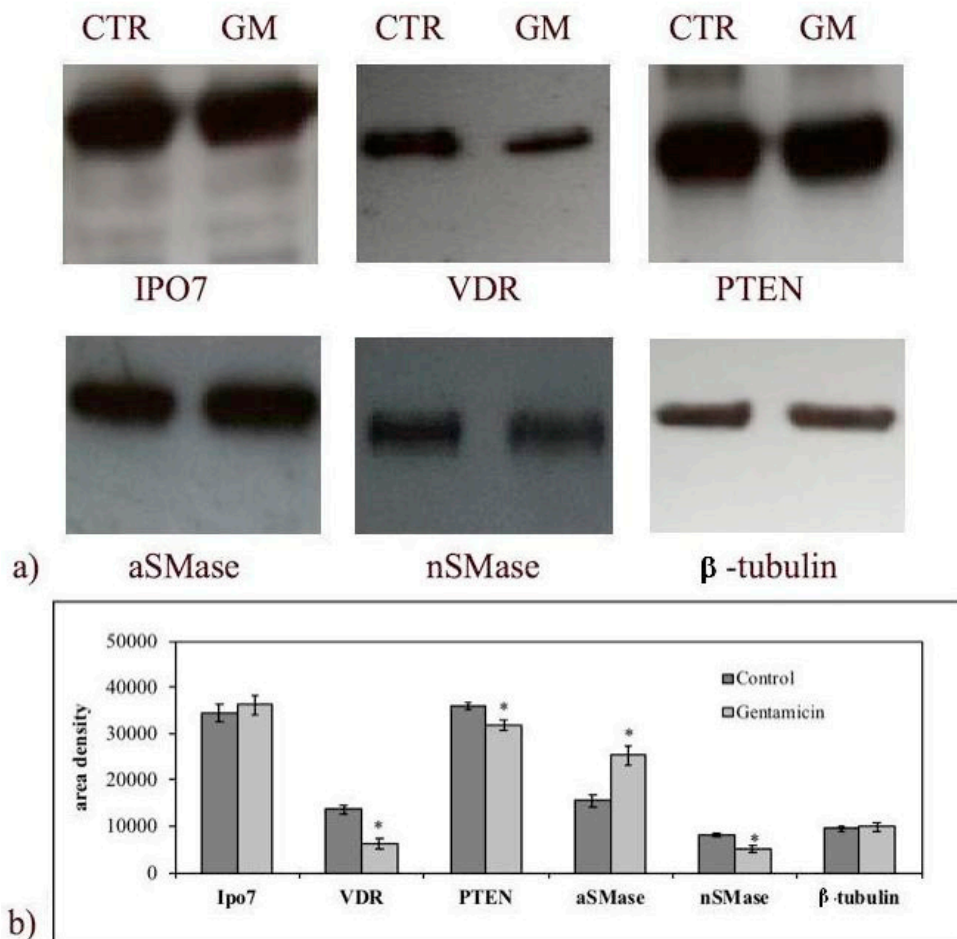 CTR GM CTR GM CTR GM
IPO7 VDR PTEN
a) aSMase nSMase β -tubulin
50000
40000
30000
20000
10000
0
area density
Control
Gentamicin
*
*
*
*
Ipo7 VDR PTEN aSMase nSMase β-tubulin
b)